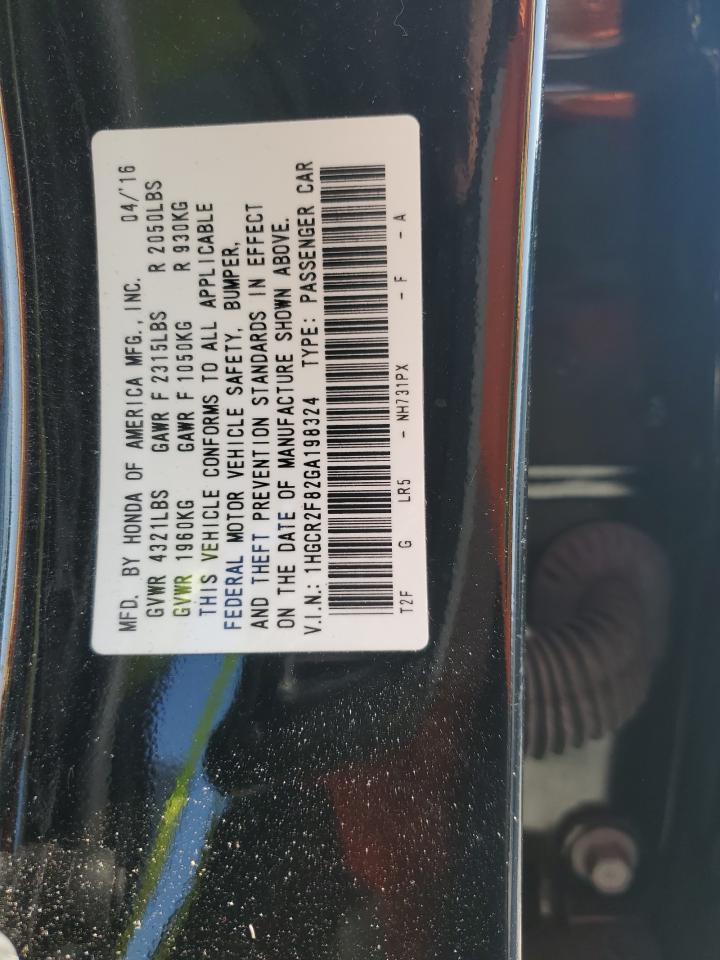 MFD. BY HONDA OF AMERICA MFG., INC. 04/'16
GVWR 4321LBS GAWR F 2315LBS R 2050LBS
GVWR 1960KG GAWR F 1050KG R 930KG
THIS VEHICLE CONFORMS TO ALL APPLICABLE
FEDERAL MOTOR VEHICLE SAFETY, BUMPER,
AND THEFT PREVENTION STANDARDS IN EFFECT
ON THE DATE OF MANUFACTURE SHOWN ABOVE.
V.I.N.: 1HGCR2F82GA198324 TYPE: PASSENGER CAR
T2F G LR5 - NH731PX - F - A